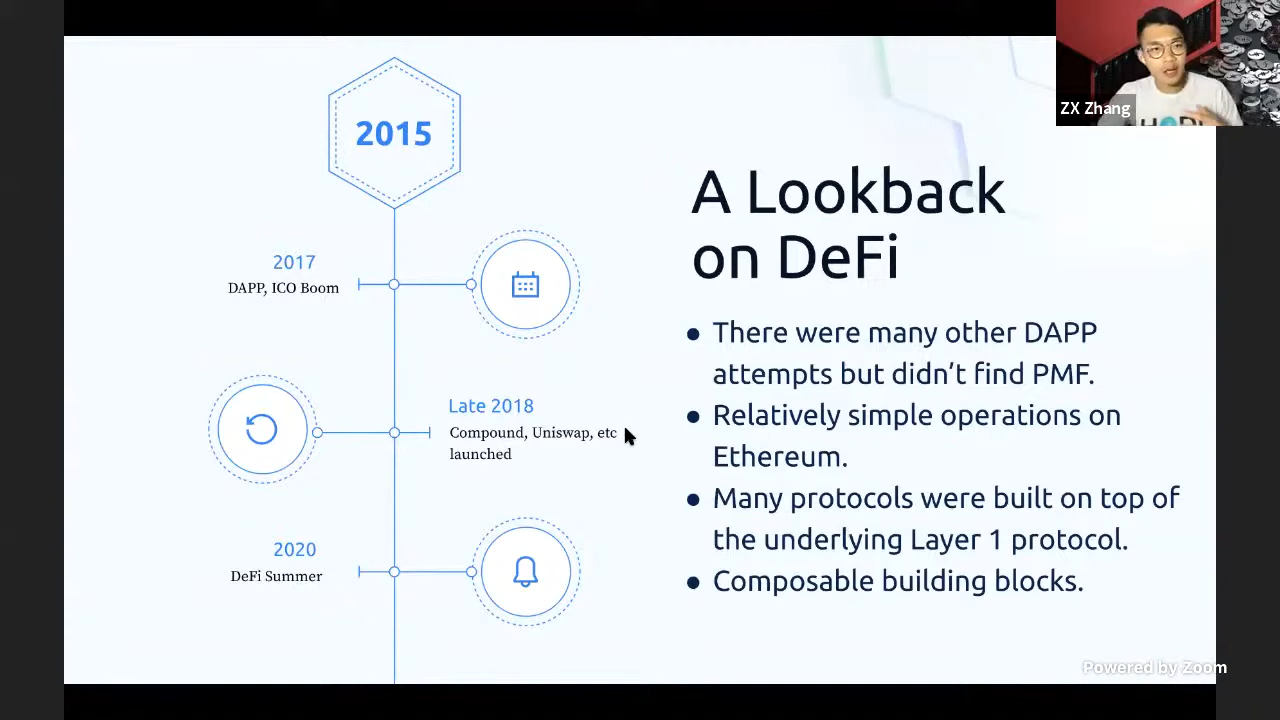 2015
2017
DAPP, ICO Boom
Late 2018
Compound, Uniswap, etc
launched
2020
DeFi Summer
A Lookback
on DeFi
● There were many other DAPP
attempts but didn’t find PMF.
● Relatively simple operations on
Ethereum.
● Many protocols were built on top of
the underlying Layer 1 protocol.
● Composable building blocks.
ZX Zhang
Powered by Zoom